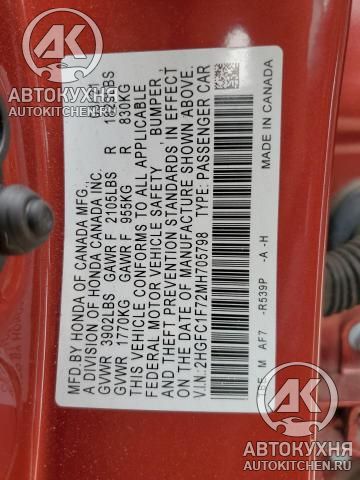 АВТОКУХНЯ
AVTOKUCHNI.RU
MFD.BY HONDA OF CANADA MFG.,
A DIVISION OF HONDA CANADA INC.
GVWR 3902LBS GAWR F 2105LBS R
GVWR 1770KG GAWR F 955KG R 830KG
THIS VEHICLE CONFORMS TO ALL APPLICABLE
FEDERAL MOTOR VEHICLE SAFETY, BUMPER,
AND THEFT PREVENTION STANDARDS IN EFFECT
ON THE DATE OF MANUFACTURE SHOWN ABOVE.
V.I.N.:2HGFC1F72MH705798 TYPE: PASSENGER CAR
M AF7 -R539P -A -H MADE IN CANADA
АВТОКУХНЯ
AVTOKUCHNI.RU